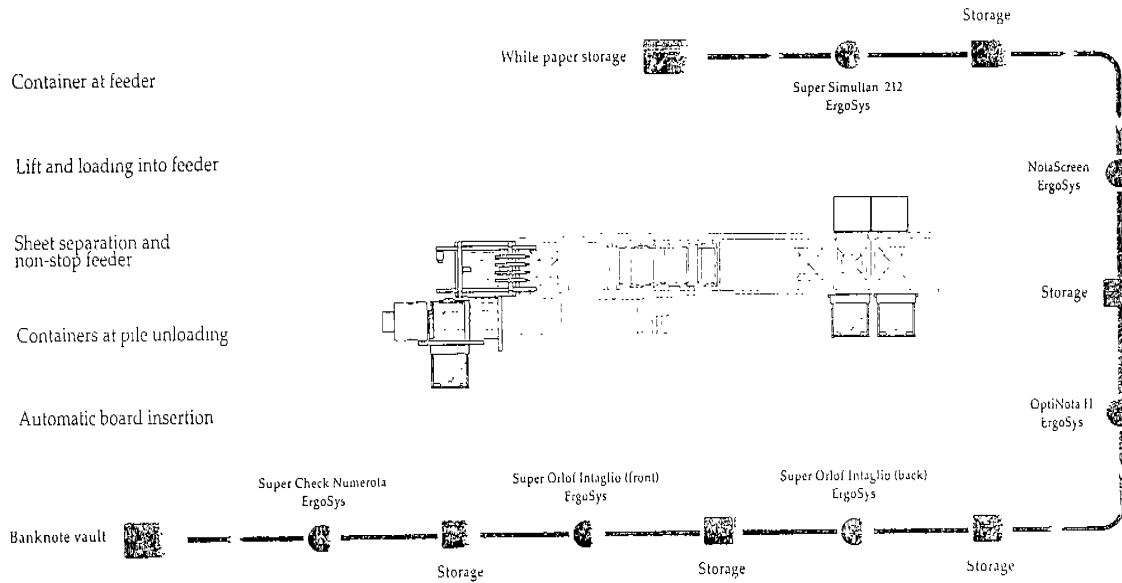 Storage
White paper storage
Super Simultan 212
ErgoSys
Container at feeder
Lift and loading into feeder
NotaScreen
ErgoSys
Sheet separation and
non-stop feeder
Storage
Containers at pile unloading
OptiNota H
ErgoSys
Automatic board insertion
Super Check Numerota
ErgoSys
Super Orlof Intaglio (front)
ErgoSys
Super Orlof Intaglio (back)
ErgoSys
Banknote vault
Storage
Storage
Storage